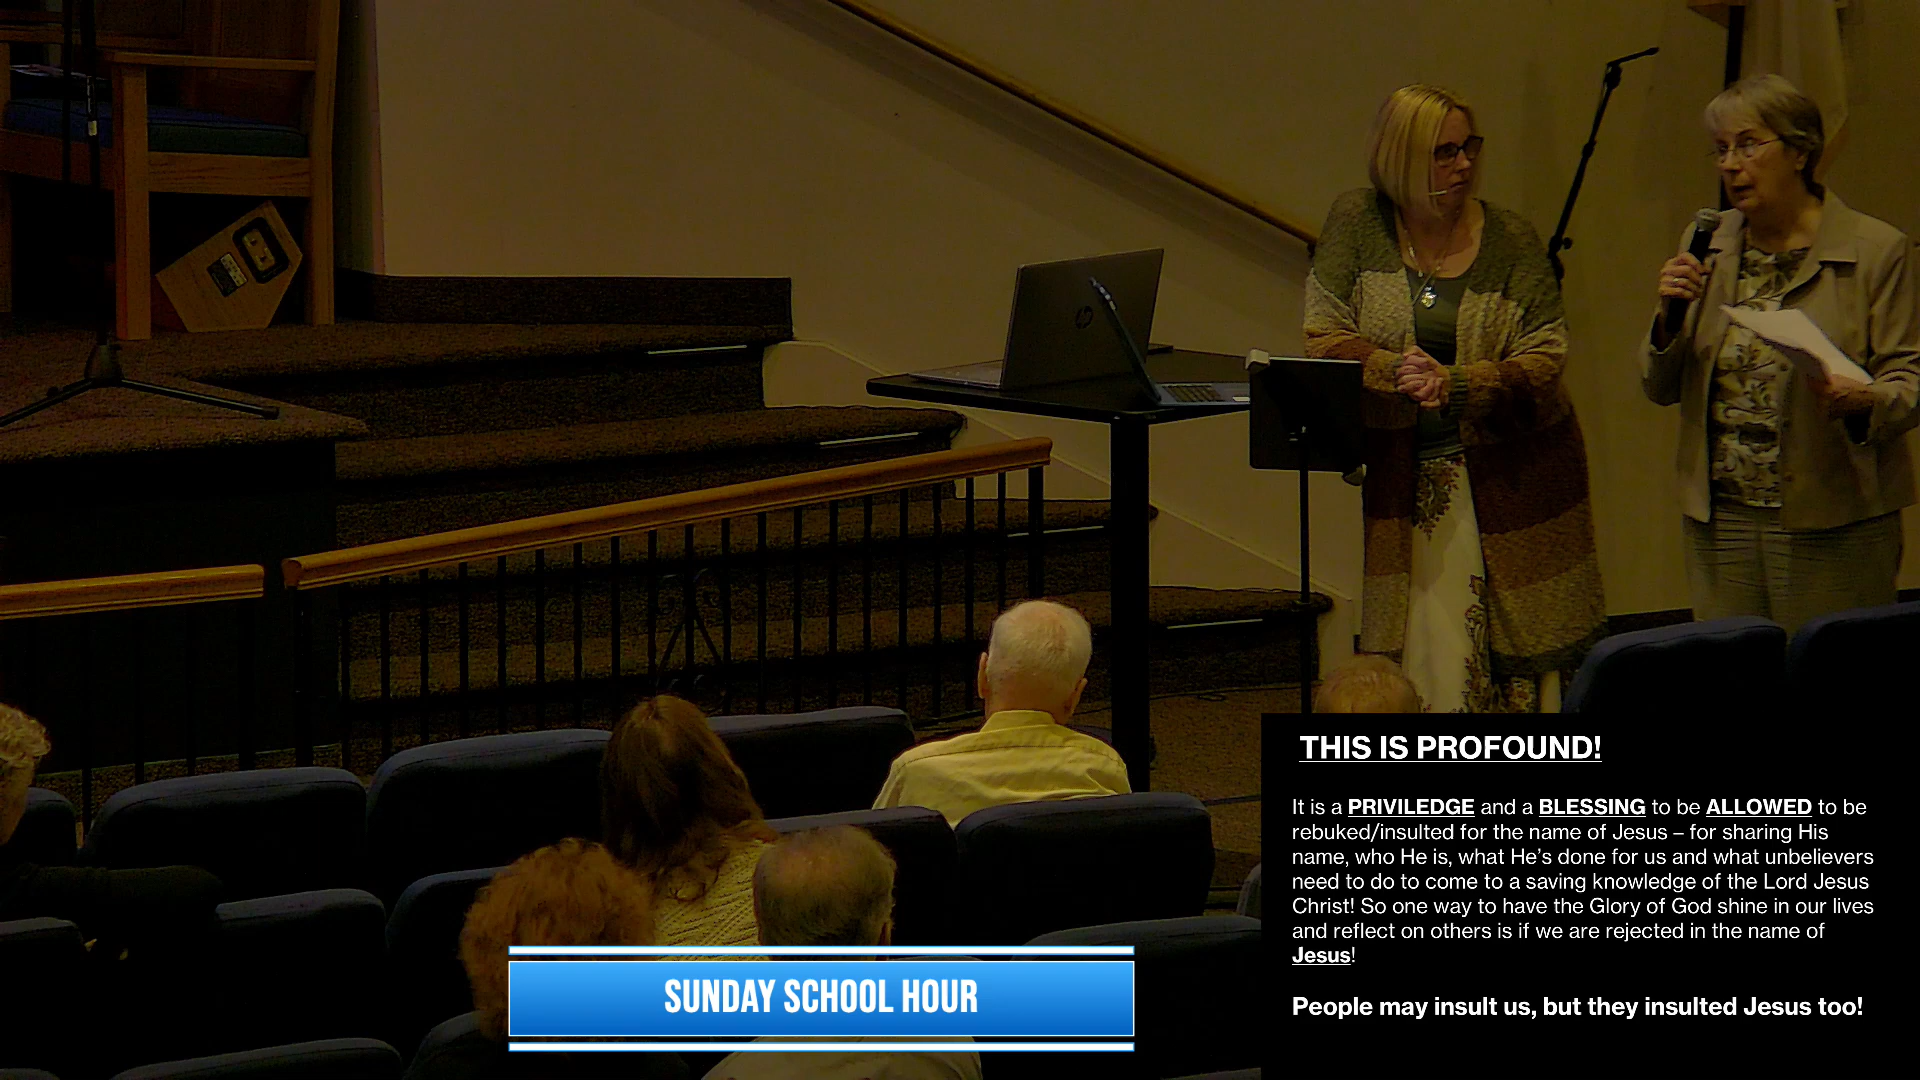 THIS IS PROFOUND!
It is a PRIVILEDGE and a BLESSING to be ALLOWED to be
rebuked/insulted for the name of Jesus – for sharing His
name, who He is, what He’s done for us and what unbelievers
need to do to come to a saving knowledge of the Lord Jesus
Christ! So one way to have the Glory of God shine in our lives
and reflect on others is if we are rejected in the name of
Jesus!
People may insult us, but they insulted Jesus too!
SUNDAY SCHOOL HOUR
hp